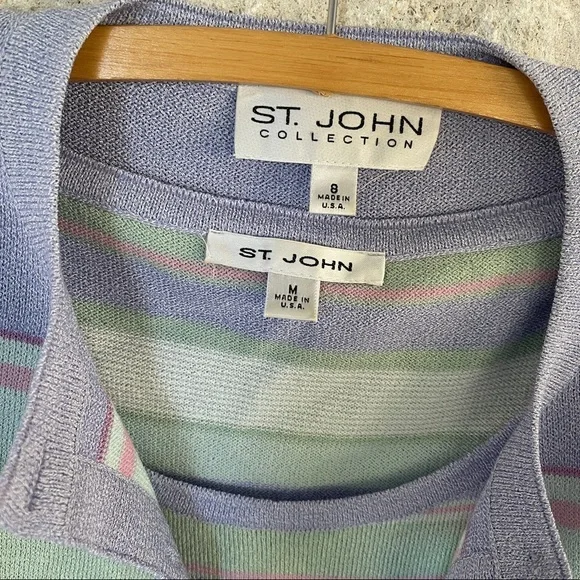 ST. JOHN
COLLECTION
8
MADE IN
U.S.A.
ST. JOHN
M
MADE IN
U.S.A.